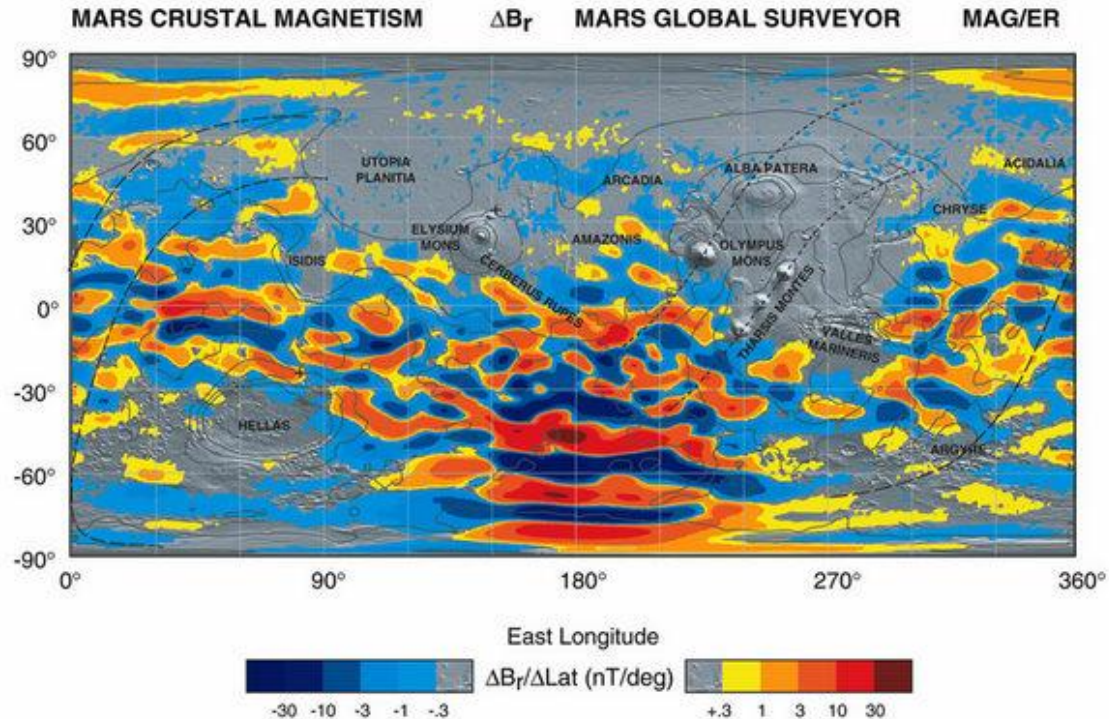 MARS CRUSTAL MAGNETISM ΔBr MARS GLOBAL SURVEYOR MAG/ER
90°
60°
30°
0°
-30°
-60°
-90°
UTOPIA
PLANITIA
ARCADIA
ALBA PATERA
ACIDALIA
CHRYSE
ELYSIUM
MONS
AMAZONIS
OLYMPUS
MONS
ISIDIS
CERBERUS RUPES
THARSIS MONTES
VALLES
MARINERIS
HELLAS
ARGYRE
0° 90° 180° 270° 360°
East Longitude
ΔBr/ΔLat (nT/deg)
-30 -10 -3 -1 -.3 +.3 1 3 10 30